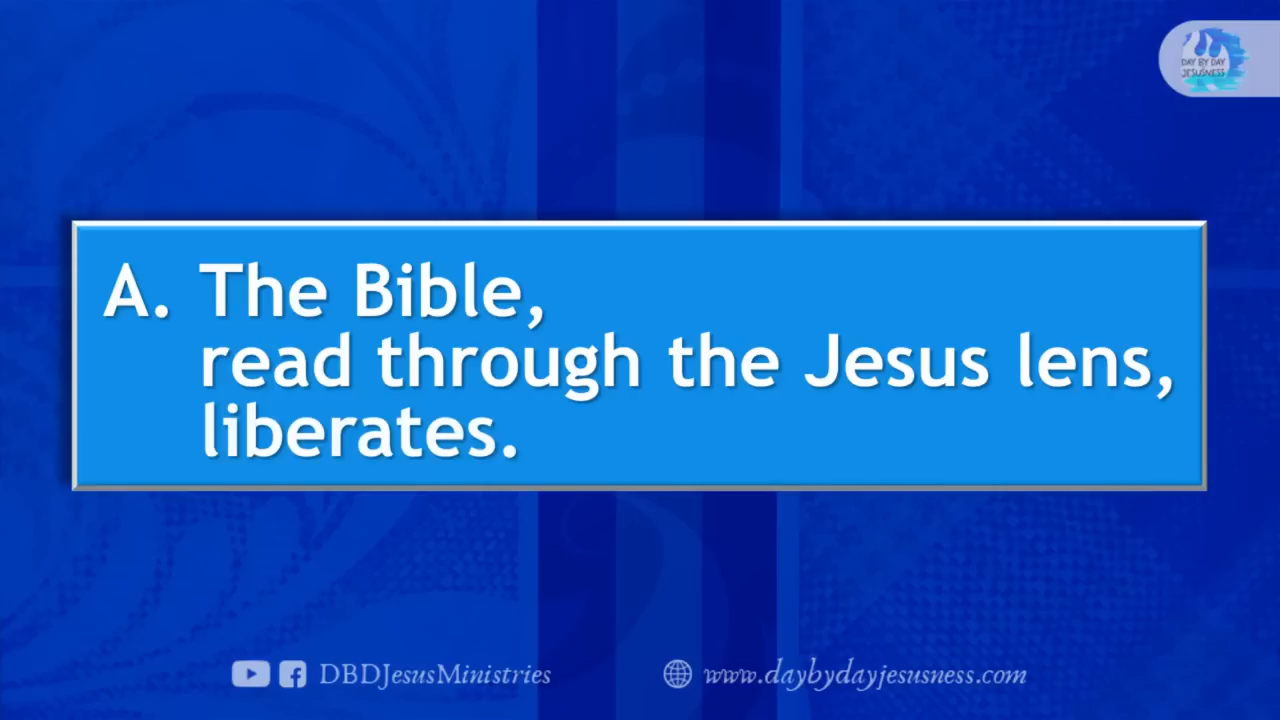 DAY BY DAY
JESUSNESS
A. The Bible,
read through the Jesus lens,
liberates.
DBDJesusMinistries
www.daybydayjesusness.com